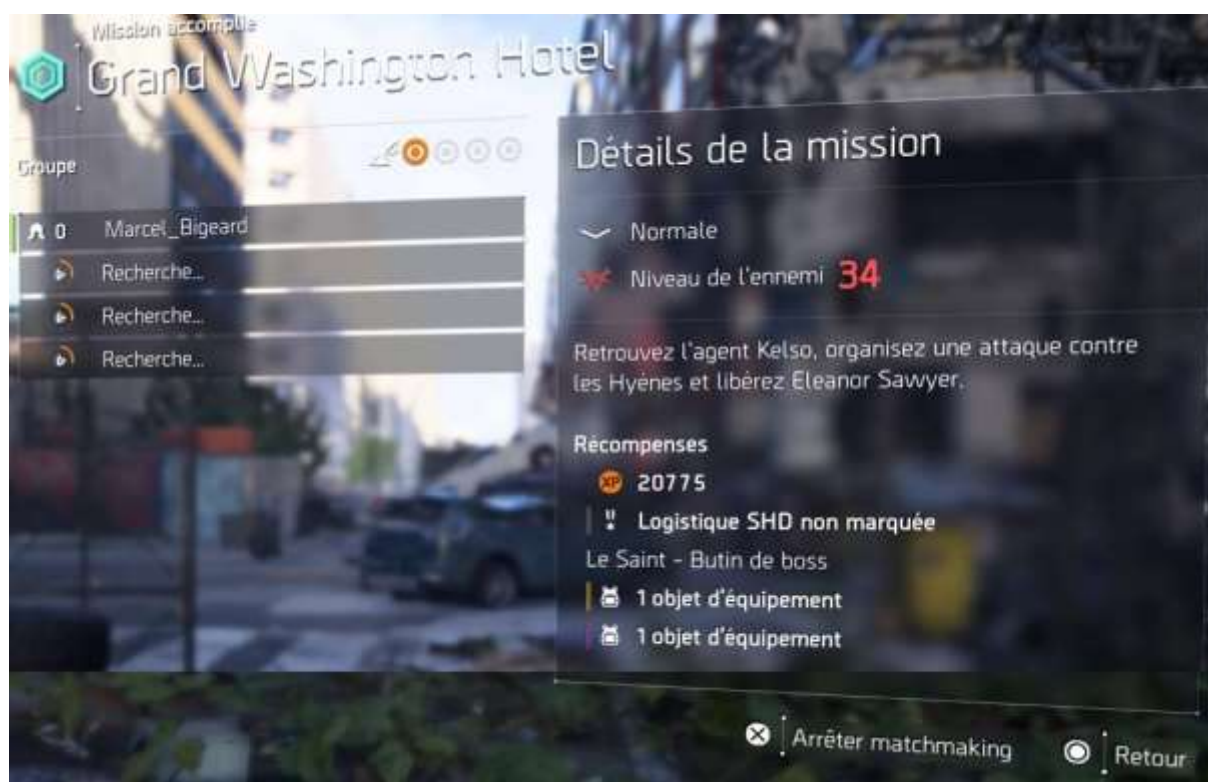 Mission accomplie
Grand Washington Hotel
Groupe
0 Marcel_Bigeard
Recherche...
Recherche...
Recherche...
Détails de la mission
Normale
Niveau de l'ennemi 34
Retrouvez l'agent Kelso, organisez une attaque contre
les Hyènes et libérez Eleanor Sawyer.
Récompenses
XP 20775
Logistique SHD non marquée
Le Saint - Butin de boss
1 objet d'équipement
1 objet d'équipement
Arrêter matchmaking
Retour